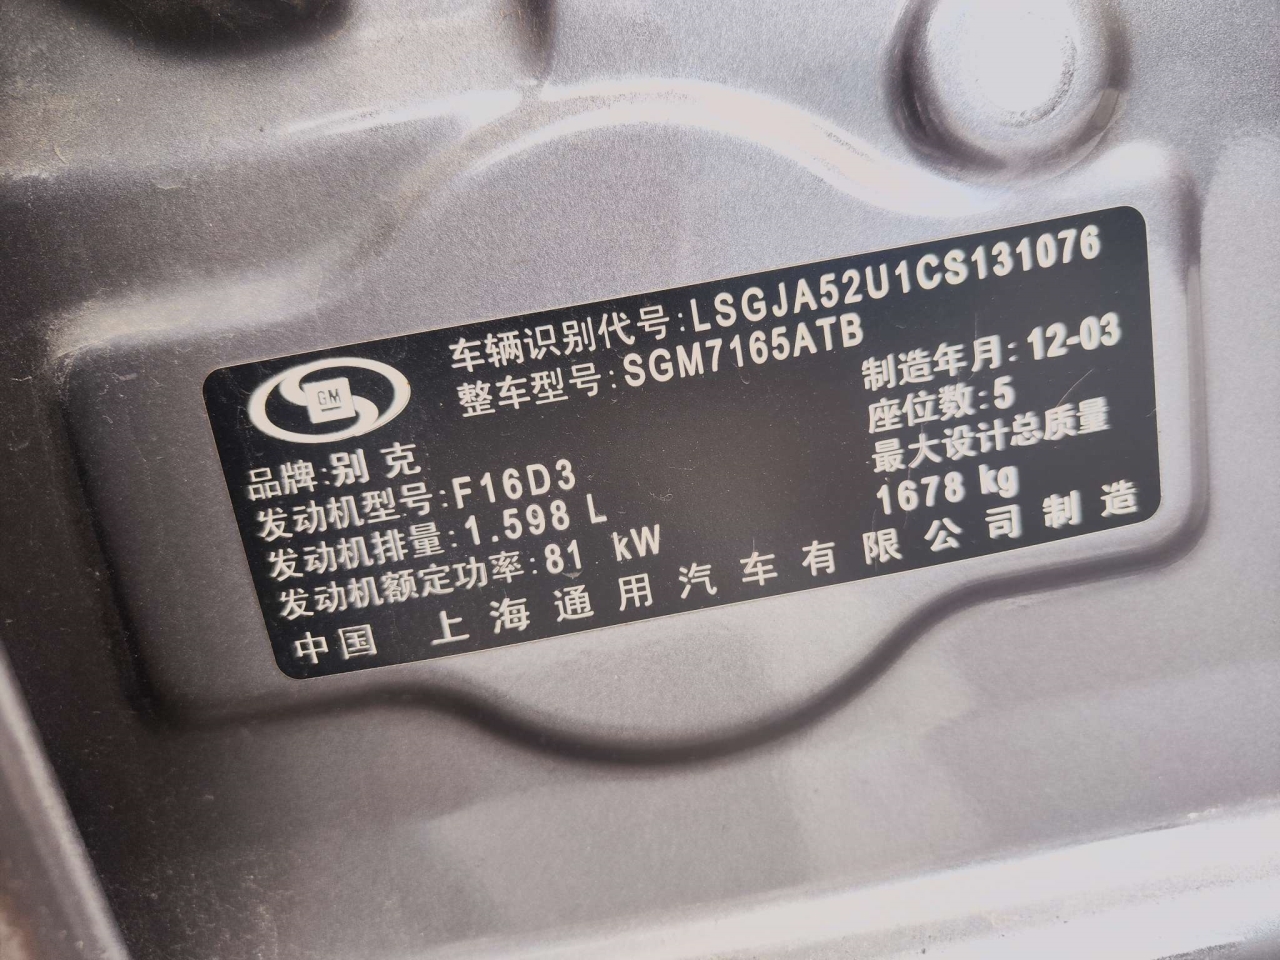 车辆识别代号:LSGJA52U1CS131076
整车型号:SGM7165ATB
GM
品牌:别克
制造年月:12-03
发动机型号:F16D3
座位数:5
发动机排量:1.598 L
最大设计总质量
1678 kg
发动机额定功率:81 kW
中国 上海通用汽车有限公司制造